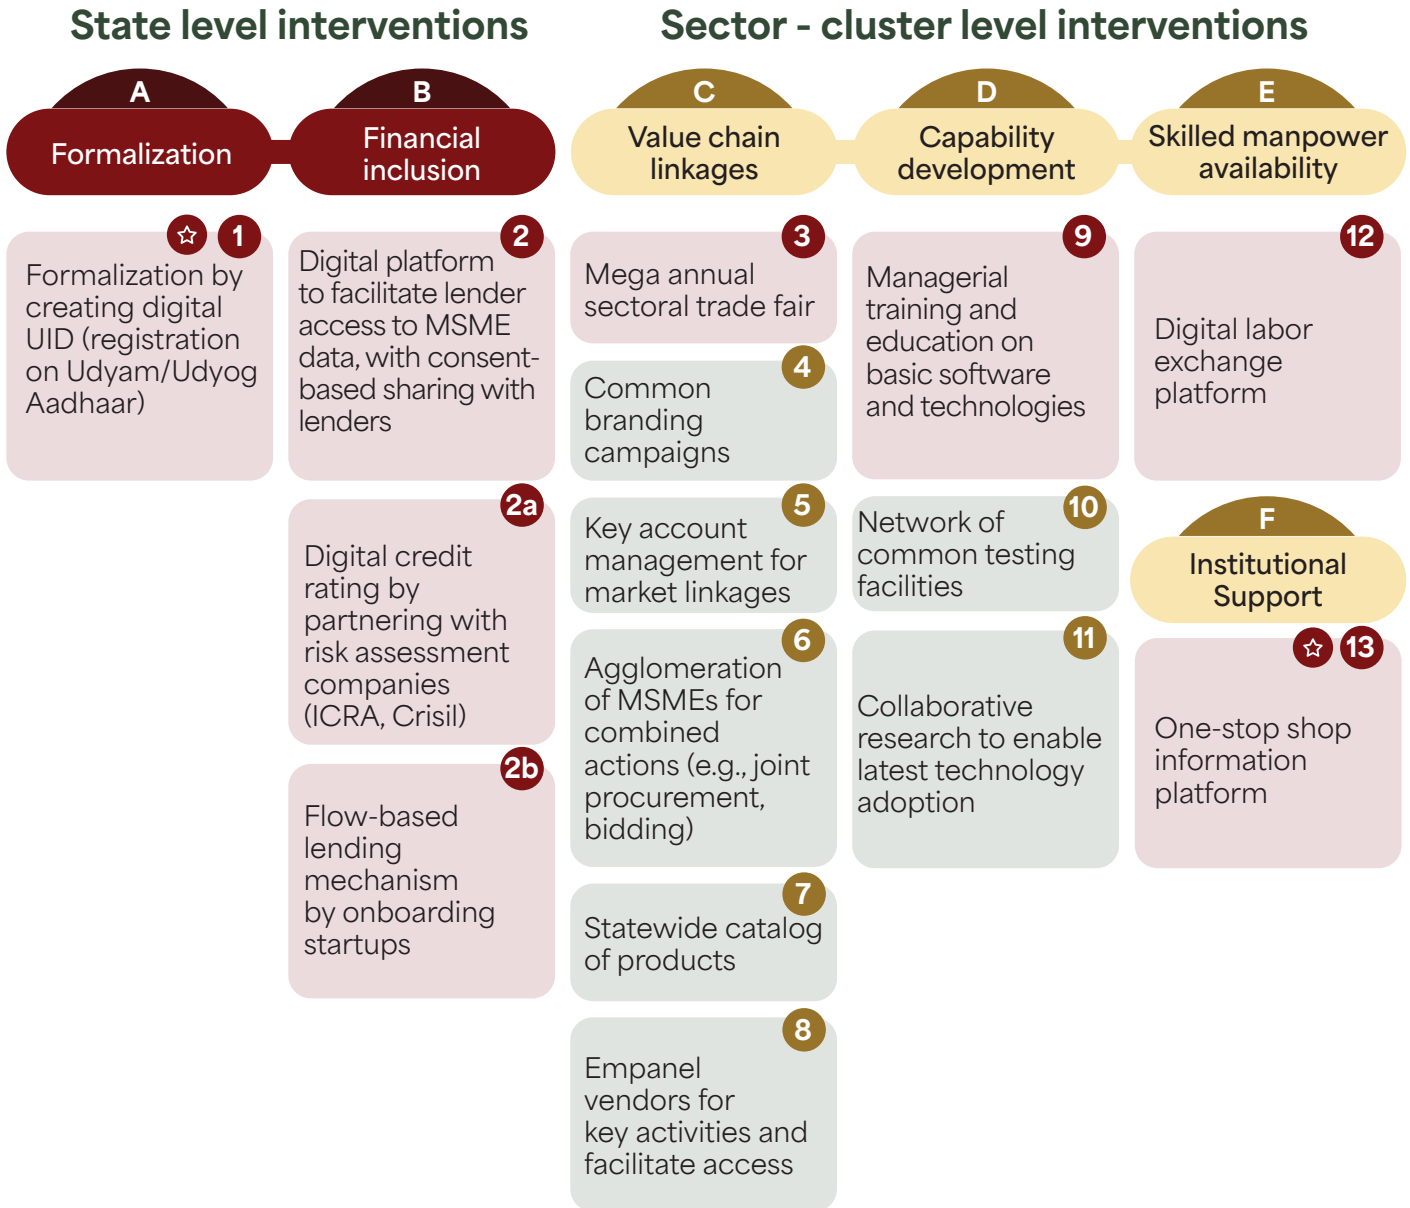 State level interventions
Sector - cluster level interventions
A
Formalization
B
Financial
inclusion
C
Value chain
linkages
D
Capability
development
E
Skilled manpower
availability
1
Formalization by
creating digital
UID (registration
on Udyam/Udyog
Aadhaar)
2
Digital platform
to facilitate lender
access to MSME
data, with consent-
based sharing with
lenders
2a
Digital credit
rating by
partnering with
risk assessment
companies
(ICRA, Crisil)
2b
Flow-based
lending
mechanism
by onboarding
startups
3
Mega annual
sectoral trade fair
4
Common
branding
campaigns
5
Key account
management for
market linkages
6
Agglomeration
of MSMEs for
combined
actions (e.g., joint
procurement,
bidding)
7
Statewide catalog
of products
8
Empanel
vendors for
key activities and
facilitate access
9
Managerial
training and
education on
basic software
and technologies
10
Network of
common testing
facilities
11
Collaborative
research to enable
latest technology
adoption
12
Digital labor
exchange
platform
F
Institutional
Support
13
One-stop shop
information
platform